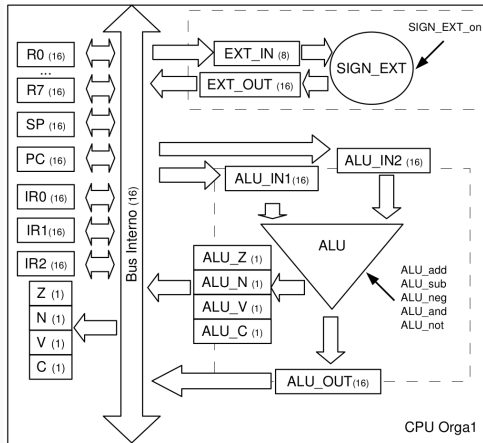 R0 (16)
...
R7 (16)
SP (16)
PC (16)
IR0 (16)
IR1(16)
IR2(16)
Z (1)
N (1)
V (1)
C (1)
Bus Interno (16)
EXT_IN (8)
EXT_OUT (16)
SIGN_EXT
SIGN_EXT_on
ALU_IN1(16)
ALU_IN2(16)
ALU
ALU_Z (1)
ALU_N (1)
ALU_V (1)
ALU_C (1)
ALU_add
ALU_sub
ALU_neg
ALU_and
ALU_not
ALU_OUT(16)
CPU Orga1